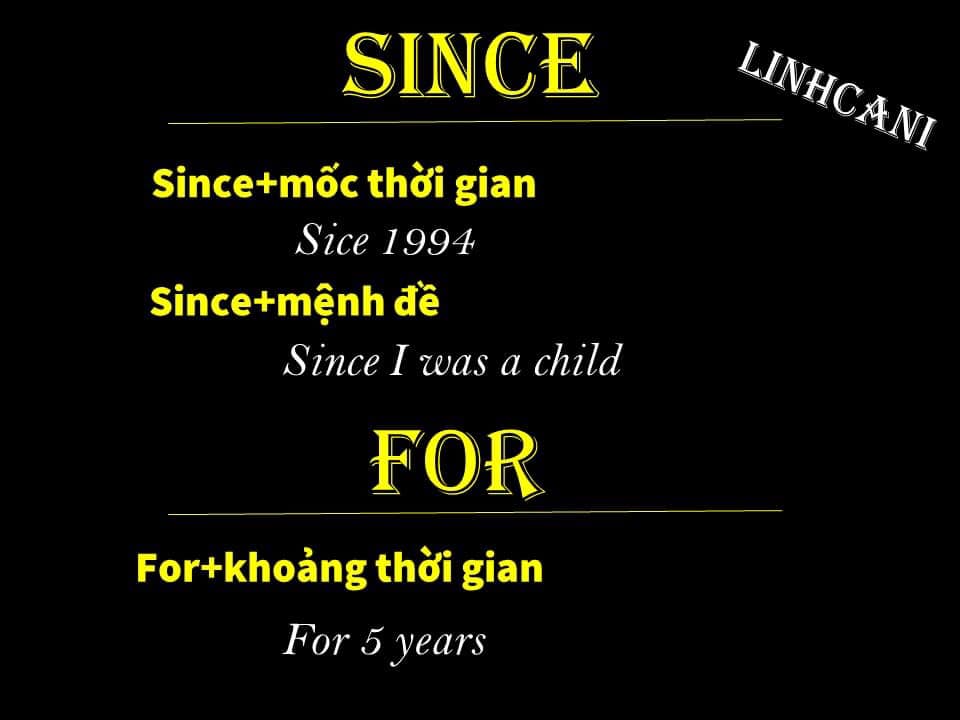 SINCE
LINHCANI
Since+mốc thời gian
Sice 1994
Since+mệnh đề
Since I was a child
FOR
For+khoảng thời gian
For 5 years